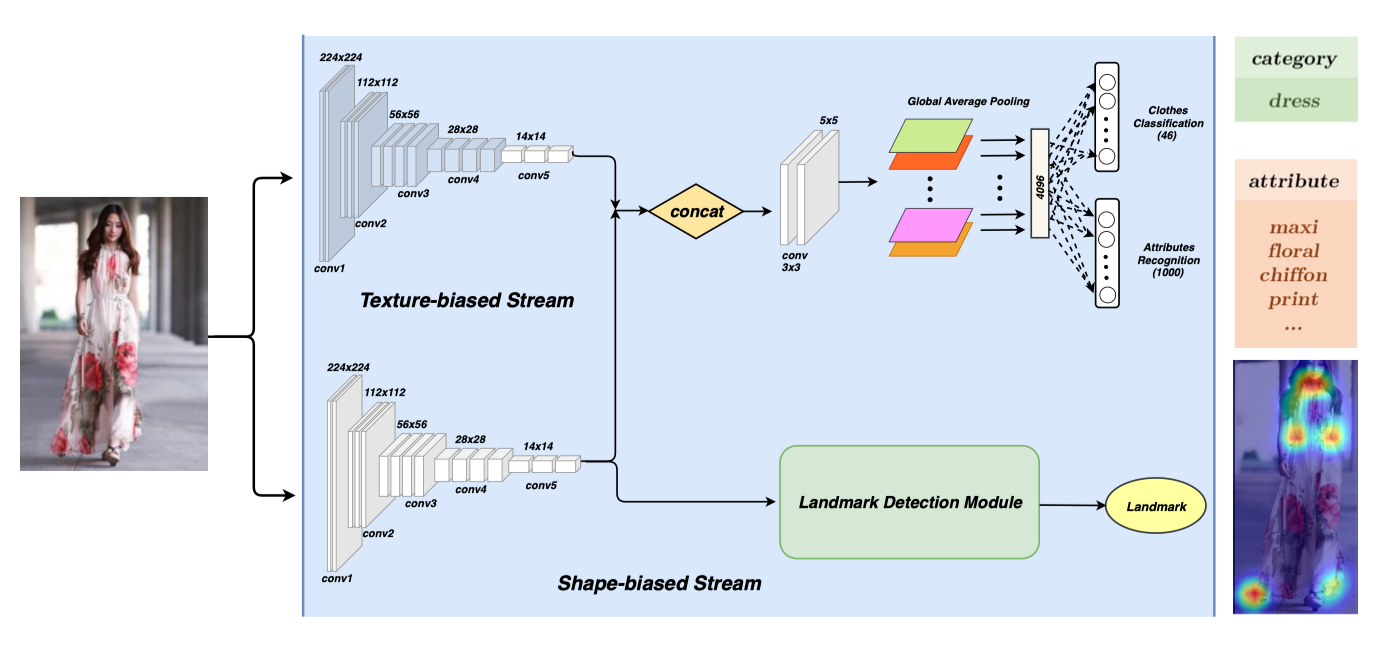 224x224
112x112
56x56
28x28
14x14
conv1
conv2
conv3
conv4
conv5
Texture-biased Stream
concat
5x5
conv
3x3
Global Average Pooling
4096
Clothes
Classification
(46)
Attributes
Recognition
(1000)
category
dress
attribute
maxi
floral
chiffon
print
...
224x224
112x112
56x56
28x28
14x14
conv1
conv2
conv3
conv4
conv5
Shape-biased Stream
Landmark Detection Module
Landmark